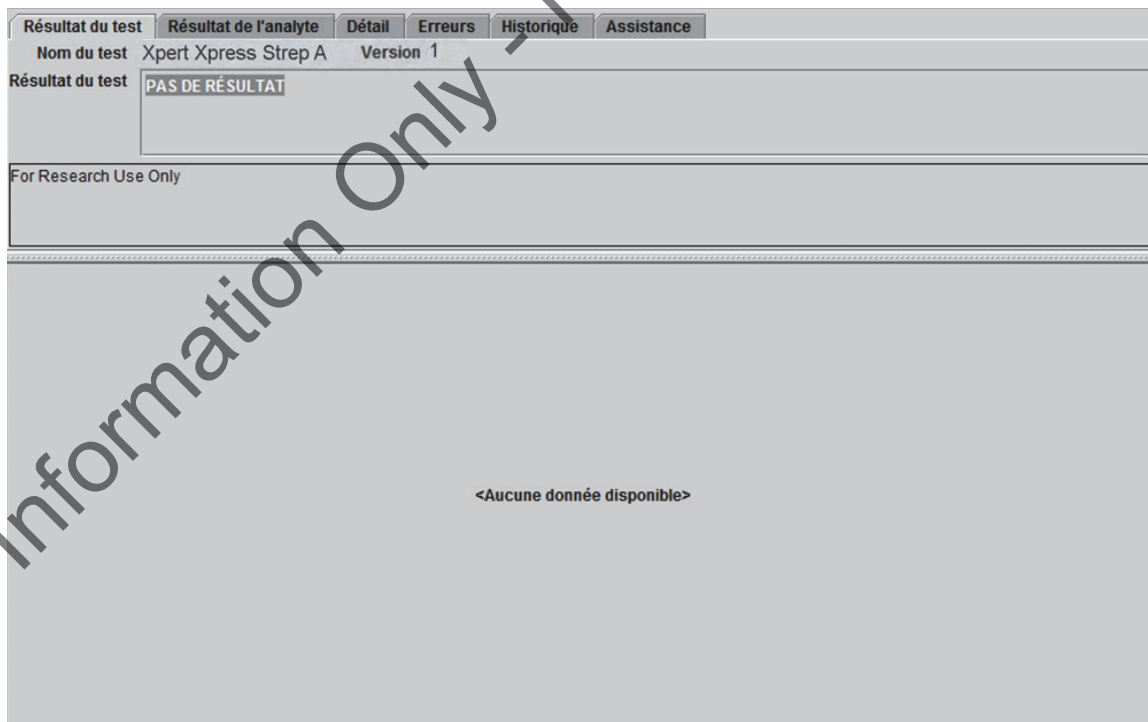 Résultat du test Résultat de l'analyte Détail Erreurs Historique Assistance
Nom du test Xpert Xpress Strep A Version 1
Résultat du test PAS DE RÉSULTAT
For Research Use Only
<Aucune donnée disponible>
Information Only -